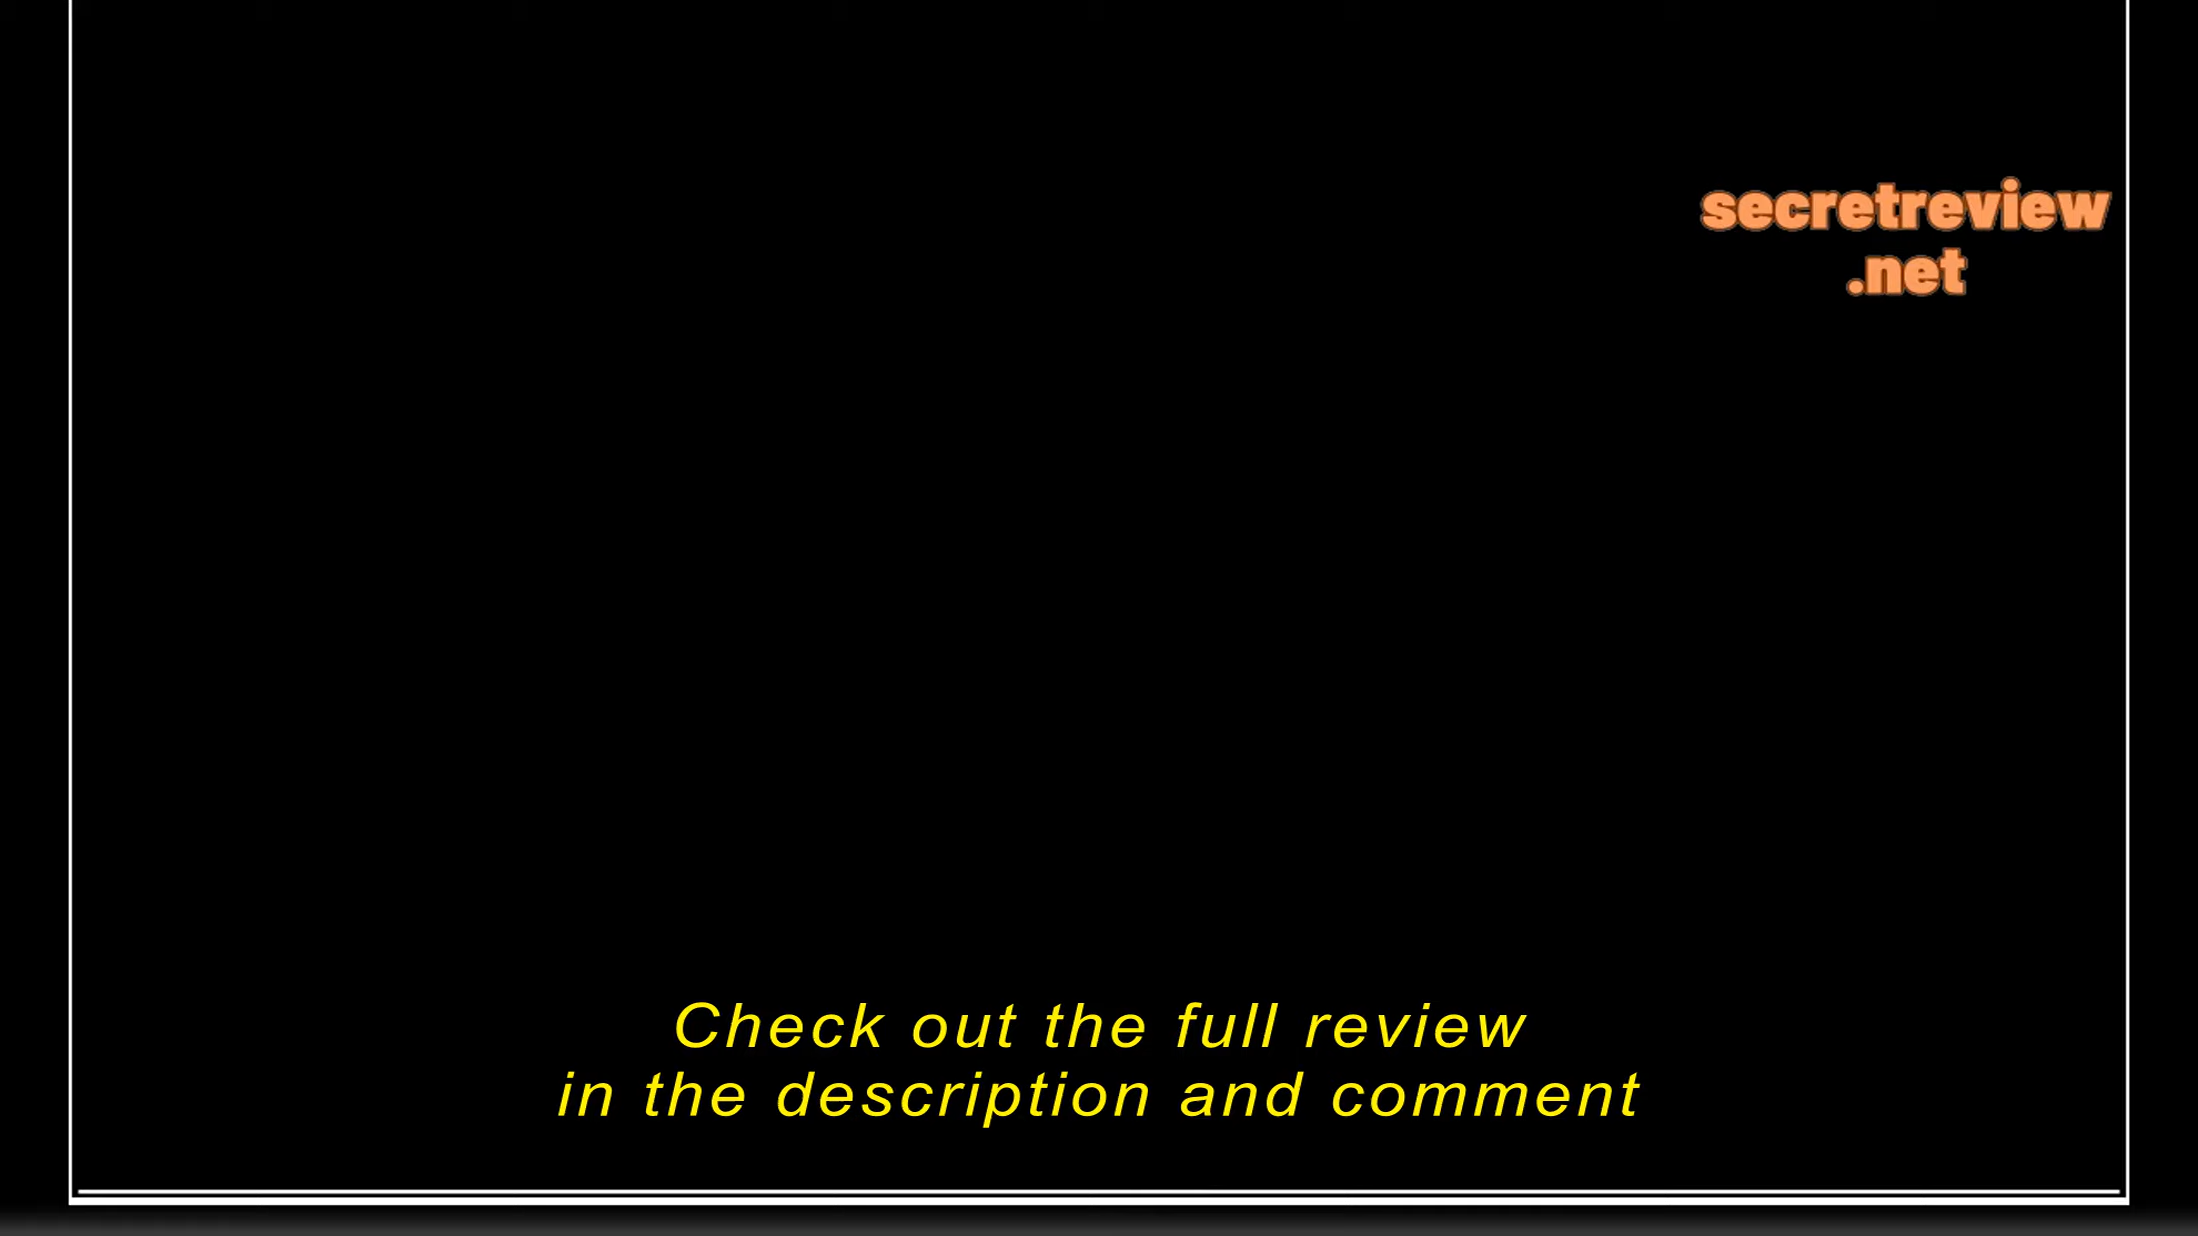 secretreview
.net
Check out the full review
in the description and comment